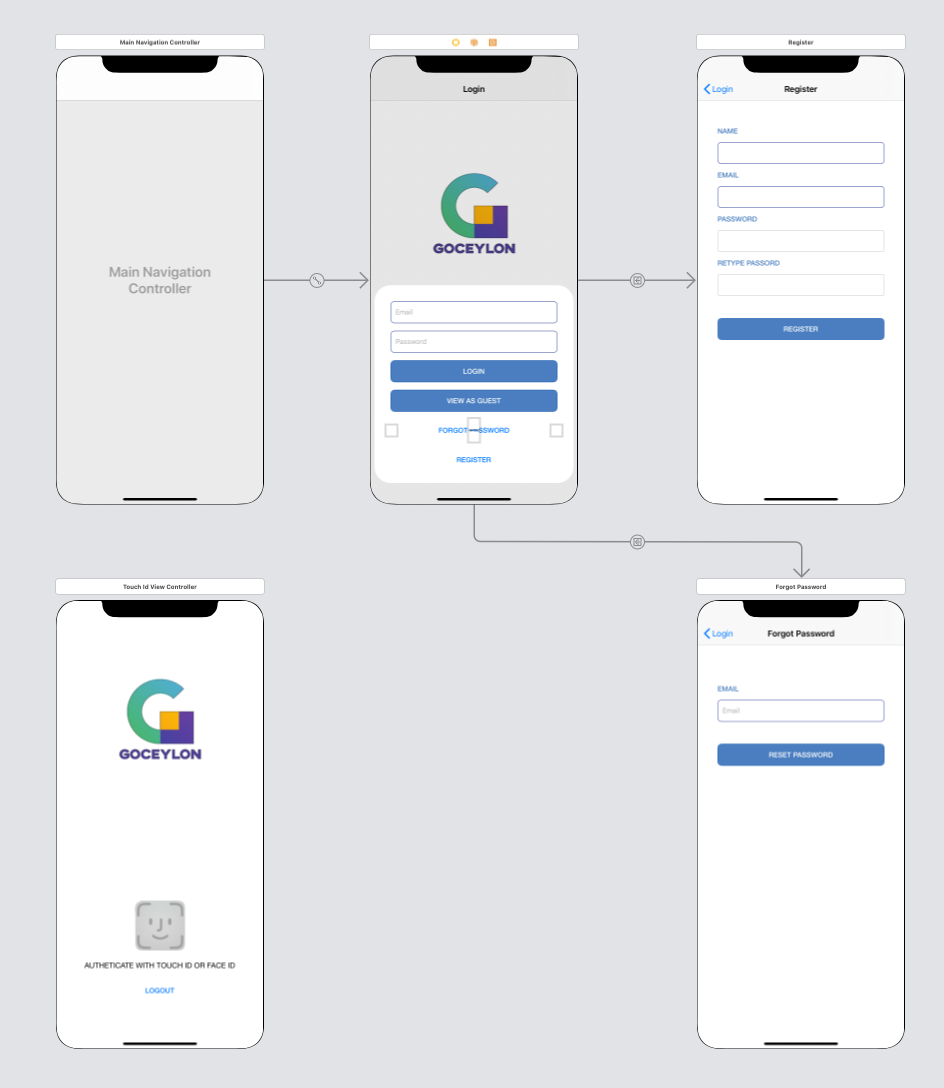 Main Navigation Controller
Main Navigation
Controller
Login
GOCEYLON
Email
Password
LOGIN
VIEW AS GUEST
FORGOT SSWORD
REGISTER
Register
Login
Register
NAME
EMAIL
PASSWORD
RETYPE PASSORD
REGISTER
Touch Id View Controller
GOCEYLON
AUTHETICATE WITH TOUCH ID OR FACE ID
LOGOUT
Forgot Password
Login
Forgot Password
EMAIL
Email
RESET PASSWORD